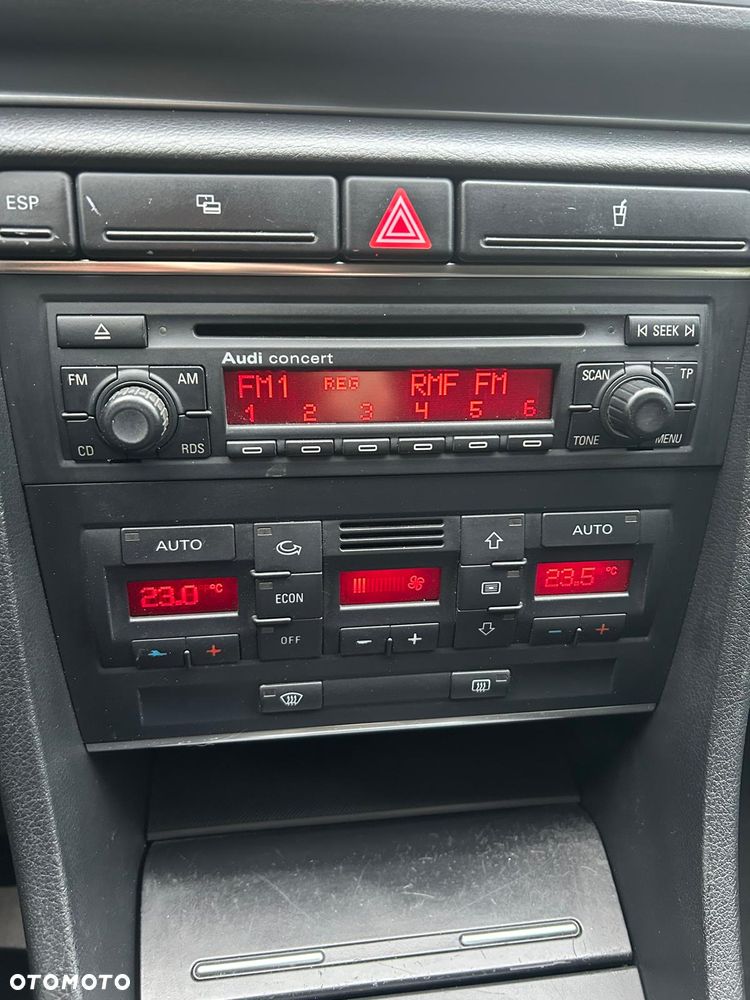 ESP
SEEK
Audi concert
FM AM
FM1 REG RMF FM
SCAN TP
1 2 3 4 5 6
CD RDS
TONE MENU
AUTO
AUTO
23.0 °C
23.5 °C
ECON
OFF
OTOMOTO